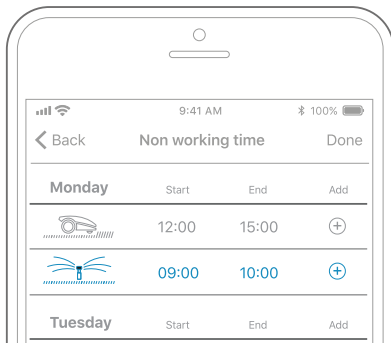 9:41 AM 100%
Back Non working time Done
Monday Start End Add
12:00 15:00
09:00 10:00
Tuesday Start End Add